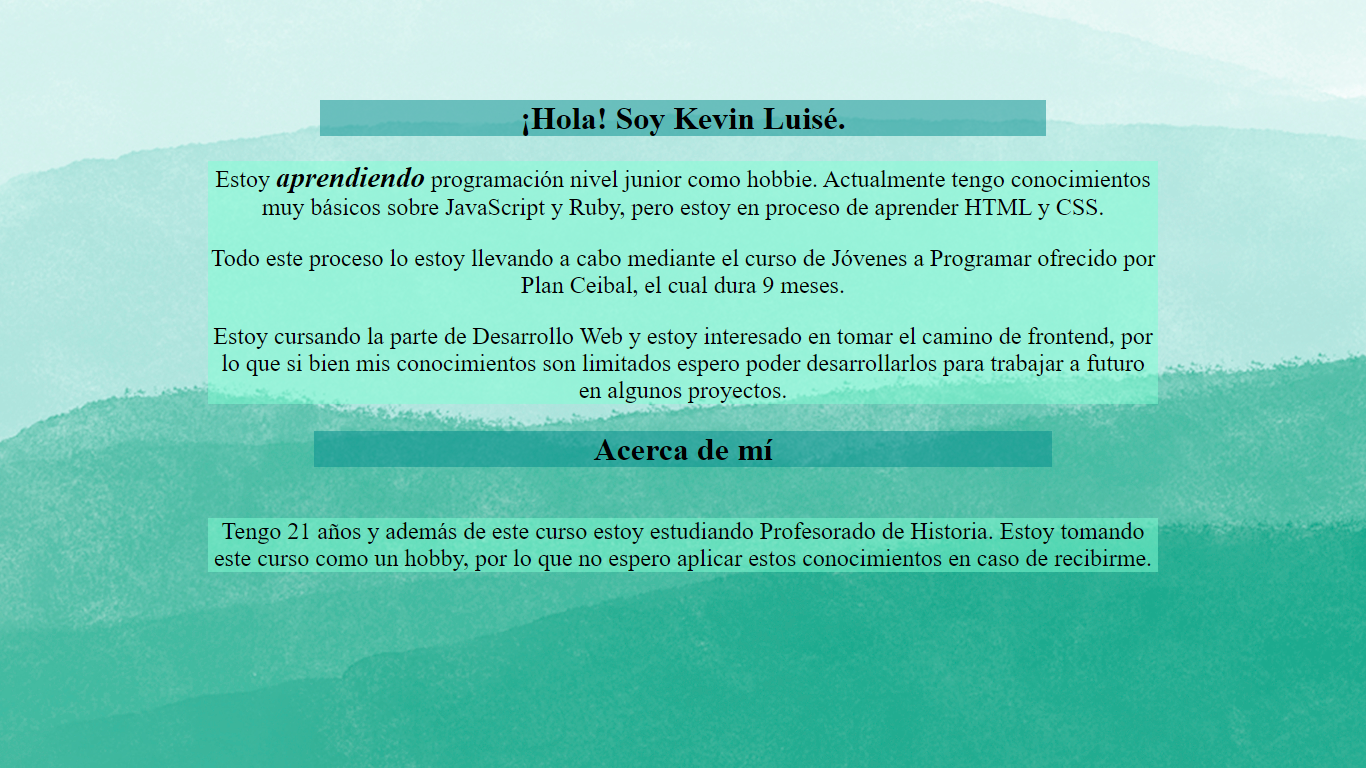 ¡Hola! Soy Kevin Luisé.
Estoy aprendiendo programación nivel junior como hobbie. Actualmente tengo conocimientos
muy básicos sobre JavaScript y Ruby, pero estoy en proceso de aprender HTML y CSS.
Todo este proceso lo estoy llevando a cabo mediante el curso de Jóvenes a Programar ofrecido por
Plan Ceibal, el cual dura 9 meses.
Estoy cursando la parte de Desarrollo Web y estoy interesado en tomar el camino de frontend, por
lo que si bien mis conocimientos son limitados espero poder desarrollarlos para trabajar a futuro
en algunos proyectos.
Acerca de mí
Tengo 21 años y además de este curso estoy estudiando Profesorado de Historia. Estoy tomando
este curso como un hobby, por lo que no espero aplicar estos conocimientos en caso de recibirme.